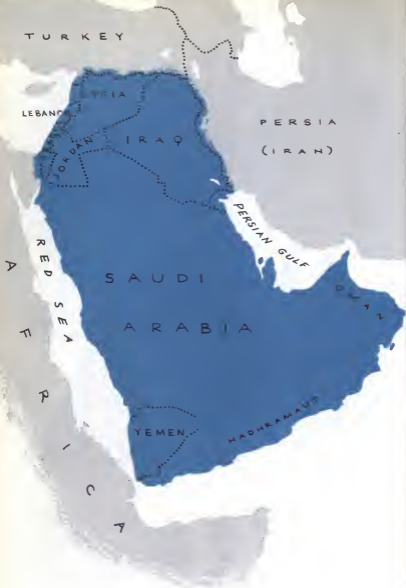 TURKEY
SYRIA
LEBANON
PERSIA
(IRAN)
IRAQ
JORDAN
PERSIAN GULF
RED SEA
SAUDI
ARABIA
OMAN
AFRICA
HADHRAMAUT
YEMEN